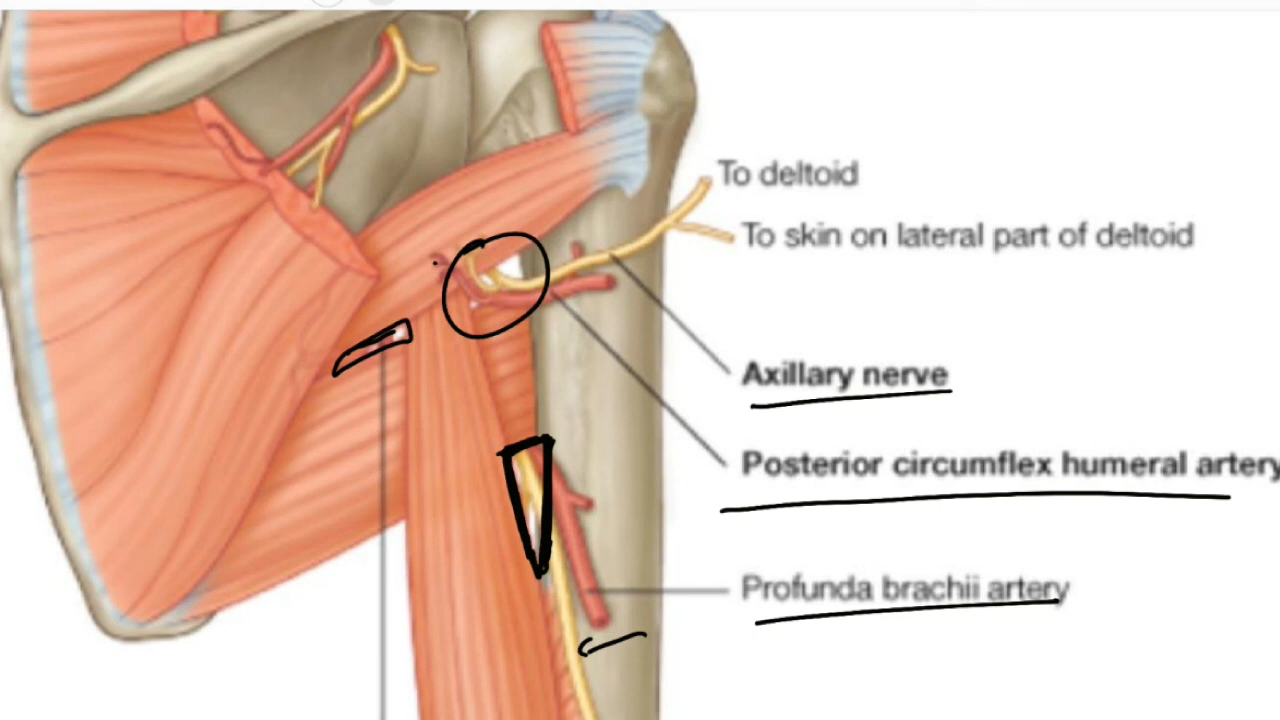 To deltoid
To skin on lateral part of deltoid
Axillary nerve
Posterior circumflex humeral artery
Profunda brachii artery